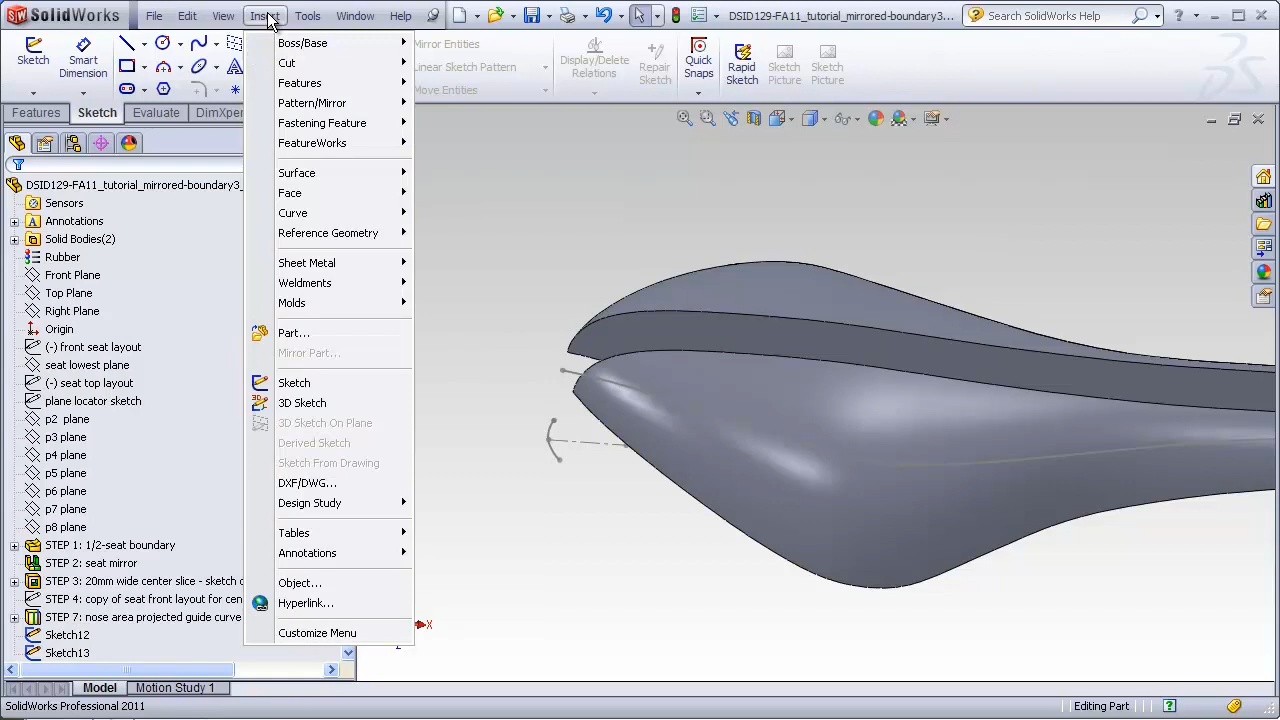 SolidWorks
File Edit View Insert Tools Window Help
DSID129-FA11_tutorial_mirrored-boundary3...
Search SolidWorks Help
Sketch
Smart Dimension
Mirror Entities
Linear Sketch Pattern
Move Entities
Display/Delete Relations
Repair Sketch
Quick Snaps
Rapid Sketch
Sketch Picture
Sketch Picture
Features Sketch Evaluate DimXper
DSID129-FA11_tutorial_mirrored-boundary3_
Sensors
Annotations
Solid Bodies(2)
Rubber
Front Plane
Top Plane
Right Plane
Origin
(-) front seat layout
seat lowest plane
(-) seat top layout
plane locator sketch
p2 plane
p3 plane
p4 plane
p5 plane
p6 plane
p7 plane
p8 plane
STEP 1: 1/2-seat boundary
STEP 2: seat mirror
STEP 3: 20mm wide center slice - sketch c
STEP 4: copy of seat front layout for cen
STEP 7: nose area projected guide curve
Sketch12
Sketch13
Boss/Base
Cut
Features
Pattern/Mirror
Fastening Feature
FeatureWorks
Surface
Face
Curve
Reference Geometry
Sheet Metal
Weldments
Molds
Part...
Mirror Part...
Sketch
3D Sketch
3D Sketch On Plane
Derived Sketch
Sketch From Drawing
DXF/DWG...
Design Study
Tables
Annotations
Object...
Hyperlink...
Customize Menu
X
Model Motion Study 1
SolidWorks Professional 2011
Editing Part